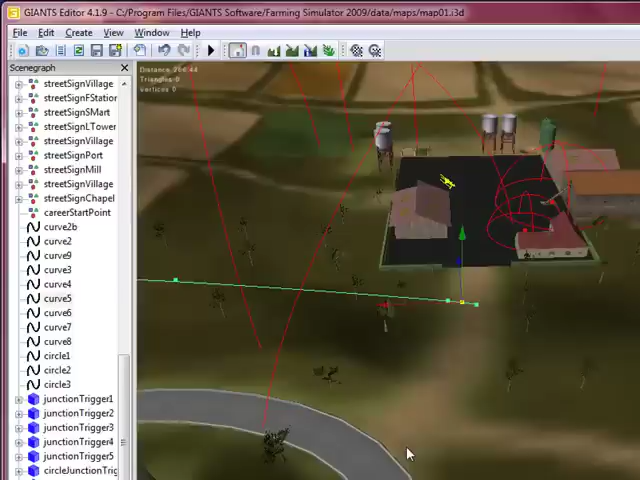 GIANTS Editor 4.1.9 - C:/Program Files/GIANTS Software/Farming Simulator 2009/data/maps/map01.i3d
File Edit Create View Window Help
Scenegraph
streetSignVillage
streetSignFStation
streetSignSMart
streetSignLTower
streetSignPort
streetSignMill
streetSignVillage
streetSignChapel
careerStartPoint
curve2b
curve2
curve9
curve3
curve4
curve5
curve6
curve7
curve8
circle1
circle2
circle3
junctionTrigger1
junctionTrigger2
junctionTrigger3
junctionTrigger4
junctionTrigger5
circleJunctionTrig
Triangles 0
Vertices 0